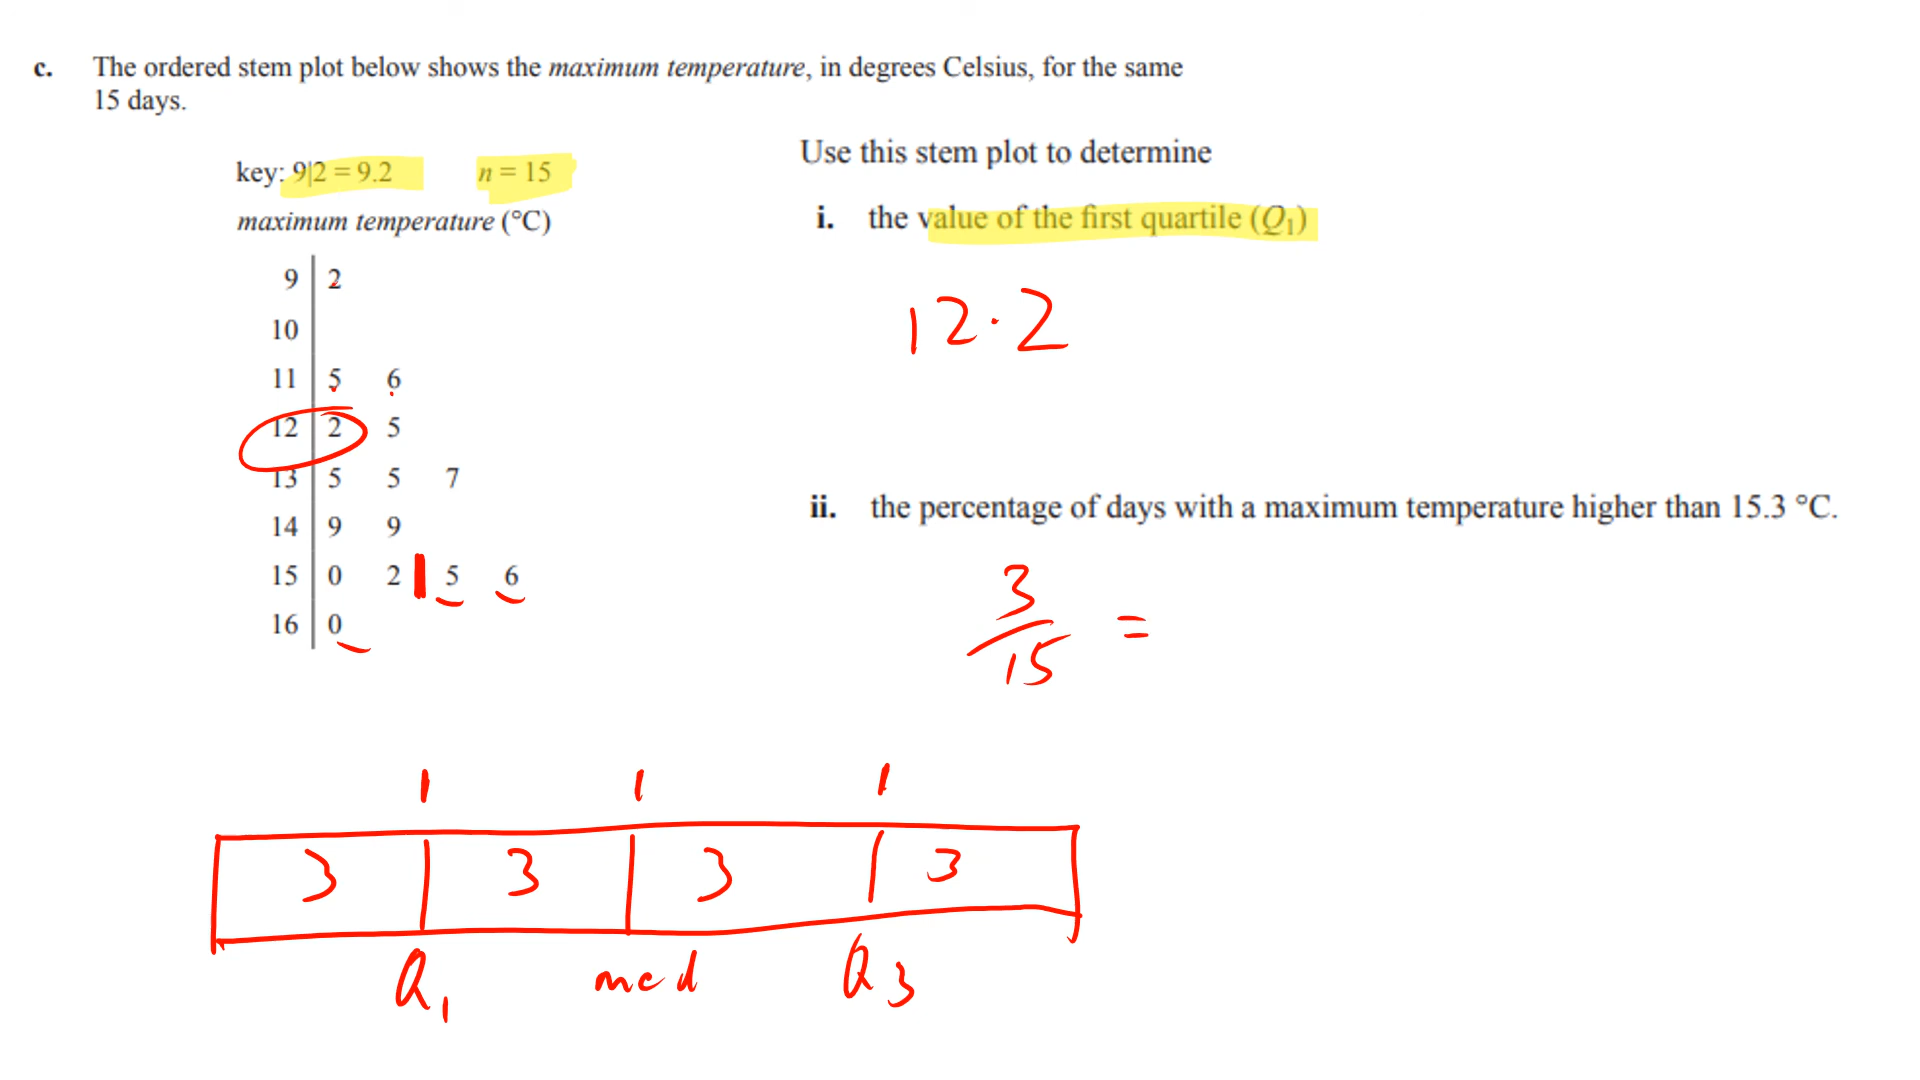 c. The ordered stem plot below shows the maximum temperature, in degrees Celsius, for the same
15 days.
key: 9|2 = 9.2 n = 15
maximum temperature (°C)
9 | 2
10 |
11 | 5 6
12 | 2 5
13 | 5 5 7
14 | 9 9
15 | 0 2 5 6
16 | 0
Use this stem plot to determine
i. the value of the first quartile (Q₁)
12.2
ii. the percentage of days with a maximum temperature higher than 15.3 °C.
3/15 =
1 1 1
3 3 3 3
Q₁ med Q3